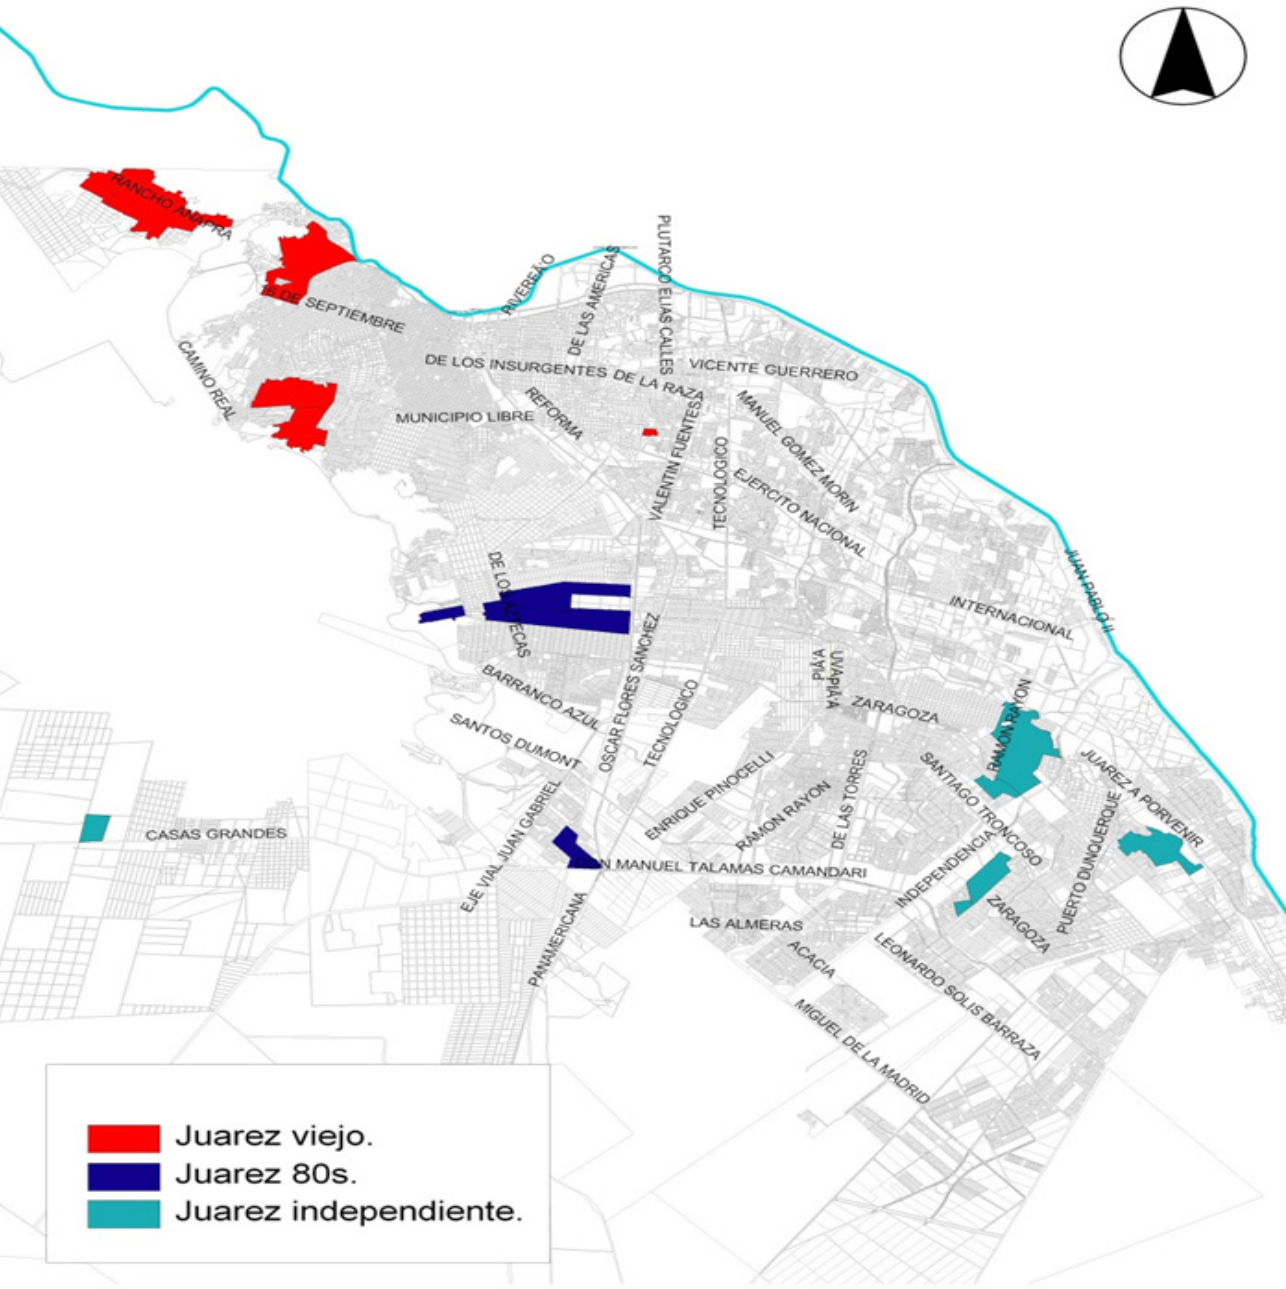 RANCHO ANAPRA
16 DE SEPTIEMBRE
CAMINO REAL
RIVEREÃ'O
DE LAS AMERICAS
PLUTARCO ELIAS CALLES
DE LOS INSURGENTES
DE LA RAZA
VICENTE GUERRERO
REFORMA
MUNICIPIO LIBRE
VALENTIN FUENTES
TECNOLOGICO
MANUEL GOMEZ MORIN
EJERCITO NACIONAL
JUAN PABLO II
INTERNACIONAL
DE LOS AZTECAS
OSCAR FLORES SANCHEZ
BARRANCO AZUL
SANTOS DUMONT
TECNOLOGICO
PIÃ'A
UVAPIÃ'A
ZARAGOZA
RAMON RAYON
SANTIAGO TRONCOSO
JUAREZ A PORVENIR
PUERTO DUNQUERQUE
ENRIQUE PINOCELLI
RAMON RAYON
DE LAS TORRES
INDEPENDENCIA
CASAS GRANDES
EJE VIAL JUAN GABRIEL
JUAN MANUEL TALAMAS CAMANDARI
PANAMERICANA
LAS ALMERAS
ACACIA
ZARAGOZA
LEONARDO SOLIS BARRAZA
MIGUEL DE LA MADRID
Juarez viejo.
Juarez 80s.
Juarez independiente.